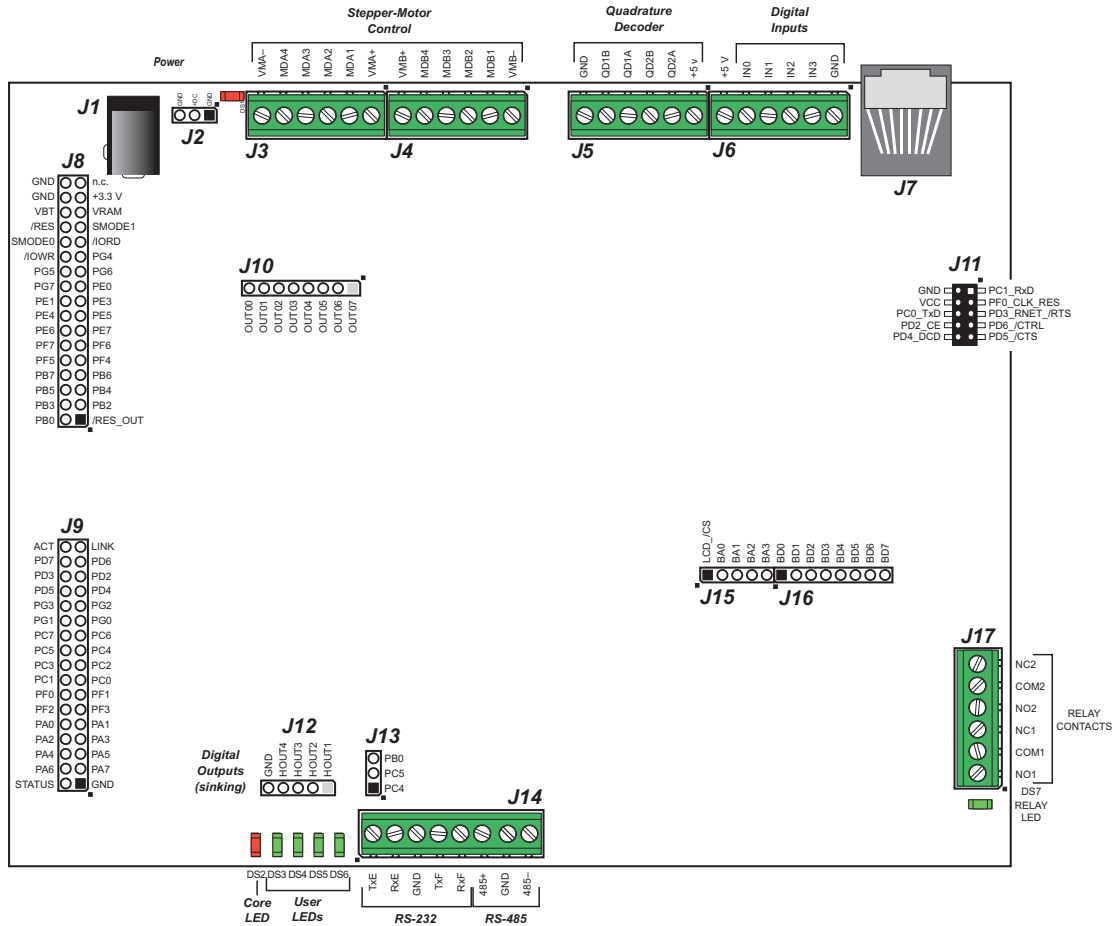 Stepper-Motor
Control
Quadrature
Decoder
Digital
Inputs
Power
VMA–
MDA4
MDA3
MDA2
MDA1
VMA+
VMB+
MDB4
MDB3
MDB2
MDB1
VMB–
GND
QD1B
QD1A
QD2B
QD2A
+5 v
+5 V
IN0
IN1
IN2
IN3
GND
J1
GND
+DC
GND
J2
J3
J4
J5
J6
J7
J8
GND n.c.
GND +3.3 V
VBT VRAM
/RES SMODE1
SMODE0 /IORD
/IOWR PG4
PG5 PG6
PG7 PE0
PE1 PE3
PE4 PE5
PE6 PE7
PF7 PF6
PF5 PF4
PB7 PB6
PB5 PB4
PB3 PB2
PB0 /RES_OUT
J10
OUT00
OUT01
OUT02
OUT03
OUT04
OUT05
OUT06
OUT07
J11
GND PC1_RxD
VCC PF0_CLK_RES
PC0_TxD PD3_RNET_/RTS
PD2_CE PD6_/CTRL
PD4_DCD PD5_/CTS
J9
ACT LINK
PD7 PD6
PD3 PD2
PD5 PD4
PG3 PG2
PG1 PG0
PC7 PC6
PC5 PC4
PC3 PC2
PC1 PC0
PF0 PF1
PF2 PF3
PA0 PA1
PA2 PA3
PA4 PA5
PA6 PA7
STATUS GND
LCD_/CS
BA0
BA1
BA2
BA3
BD0
BD1
BD2
BD3
BD4
BD5
BD6
BD7
J15
J16
J17
NC2
COM2
NO2
NC1
COM1
NO1
RELAY
CONTACTS
DS7
RELAY
LED
J12
Digital
Outputs
(sinking)
GND
HOUT4
HOUT3
HOUT2
HOUT1
J13
PB0
PC5
PC4
J14
DS2
DS3
DS4
DS5
DS6
Core
LED
User
LEDs
TxE
RxE
GND
TxF
RxF
485+
GND
485–
RS-232
RS-485